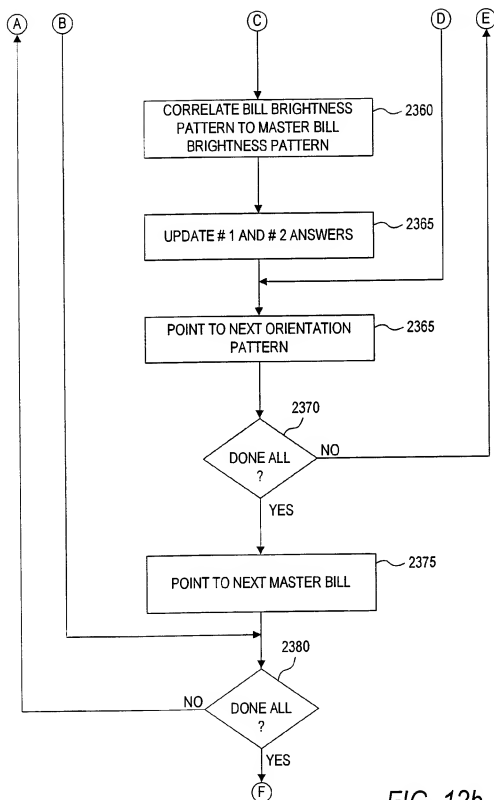 A B C D E
CORRELATE BILL BRIGHTNESS
PATTERN TO MASTER BILL
BRIGHTNESS PATTERN
2360
UPDATE # 1 AND # 2 ANSWERS
2365
POINT TO NEXT ORIENTATION
PATTERN
2365
2370
DONE ALL
?
NO
YES
POINT TO NEXT MASTER BILL
2375
2380
NO
DONE ALL
?
YES
F
FIG. 12b